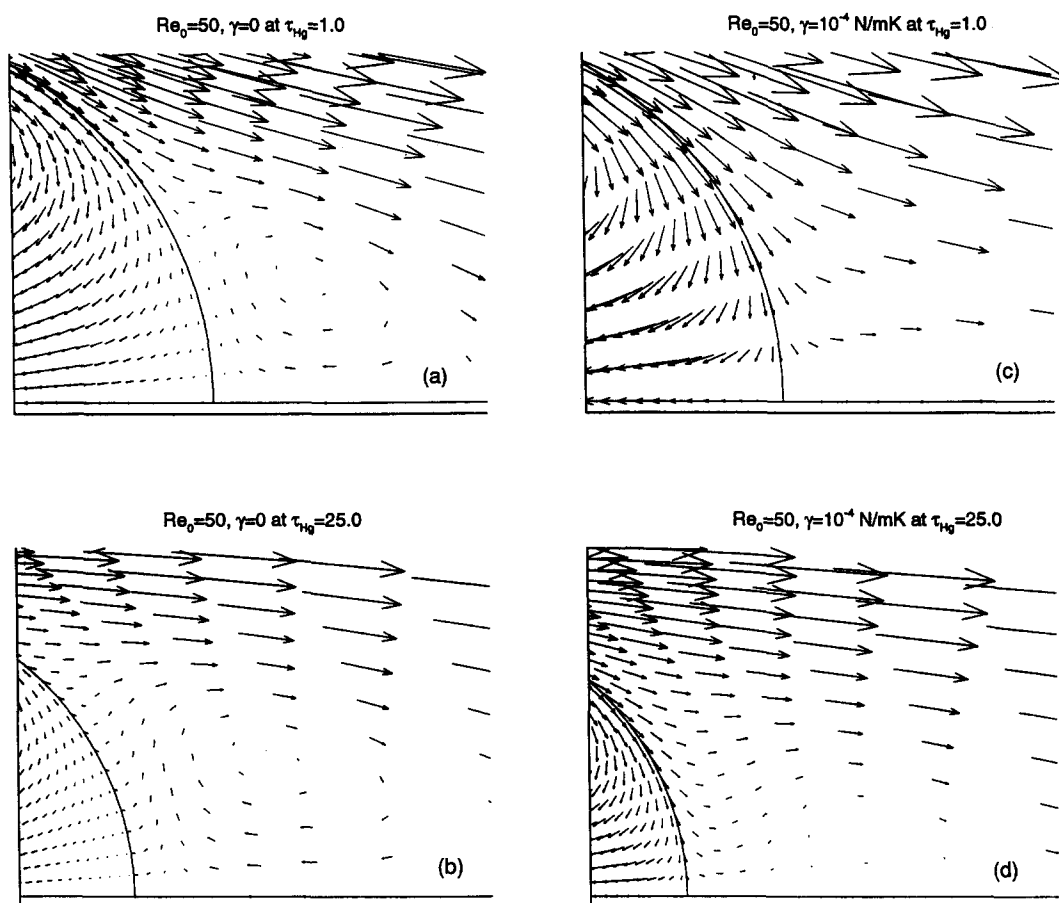 Re₀=50, γ=0 at τHg=1.0
(a)
Re₀=50, γ=10⁻⁴ N/mK at τHg=1.0
(c)
Re₀=50, γ=0 at τHg=25.0
(b)
Re₀=50, γ=10⁻⁴ N/mK at τHg=25.0
(d)